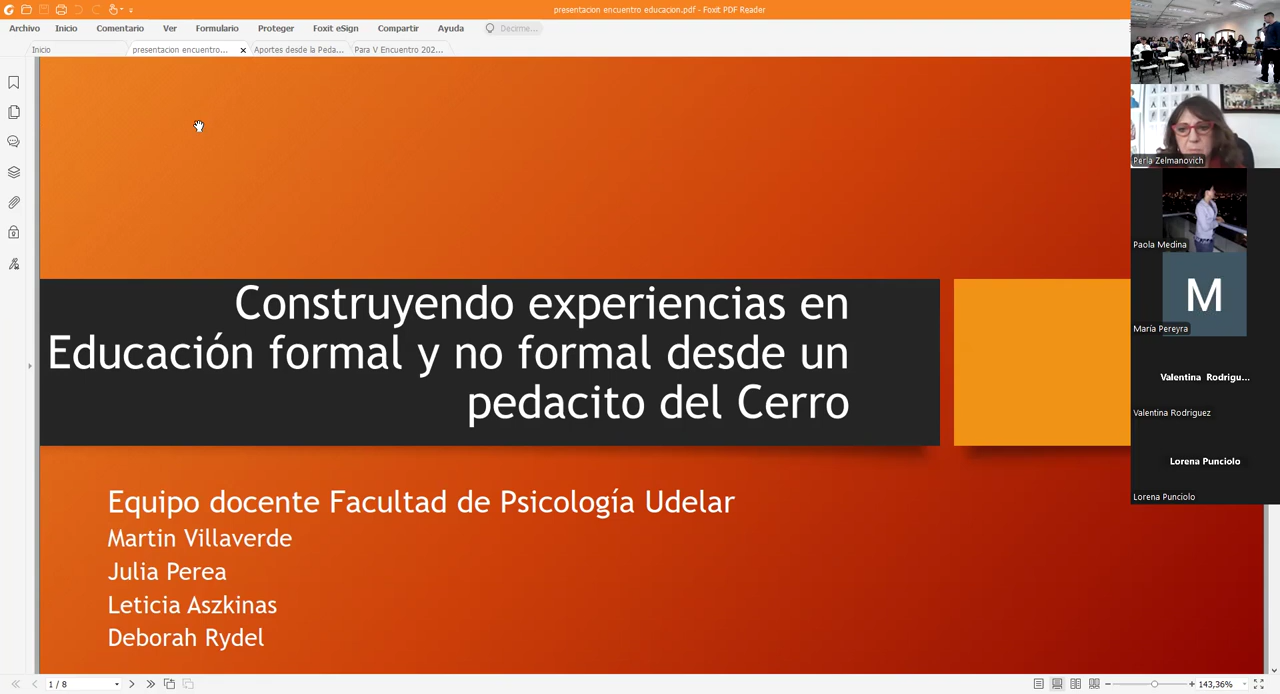 presentacion encuentro educacion.pdf - Foxit PDF Reader
Archivo Inicio Comentario Ver Formulario Proteger Foxit eSign Compartir Ayuda Decirme...
Inicio presentacion encuentro... Aportes desde la Peda... Para V Encuentro 202...
Construyendo experiencias en
Educación formal y no formal desde un
pedacito del Cerro
Equipo docente Facultad de Psicología Udelar
Martin Villaverde
Julia Perea
Leticia Aszkinas
Deborah Rydel
Perla Zelmanovich
Paola Medina
M
María Pereyra
Valentina Rodrigu...
Valentina Rodriguez
Lorena Punciolo
Lorena Punciolo
1 / 8
143,36%